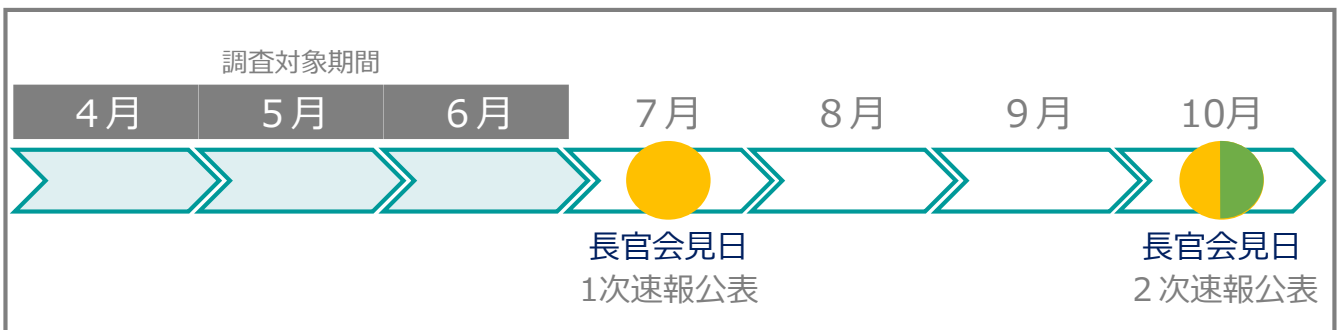 調査対象期間
４月 ５月 ６月 ７月 ８月 ９月 10月
長官会見日 長官会見日
1次速報公表 ２次速報公表